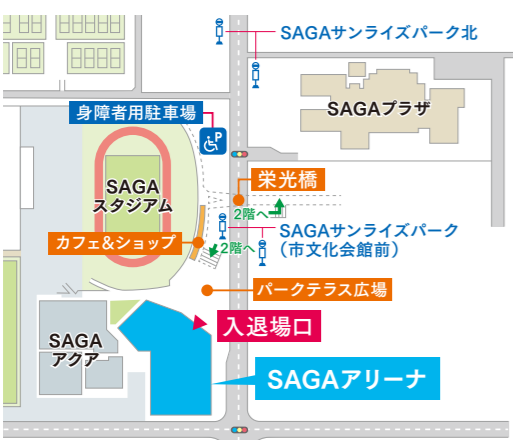 SAGAサンライズパーク北
SAGAプラザ
身障者用駐車場
P
栄光橋
SAGA
スタジアム
2階へ
SAGAサンライズパーク
（市文化会館前）
カフェ&ショップ
2階へ
パークテラス広場
入退場口
SAGA
アクア
SAGAアリーナ